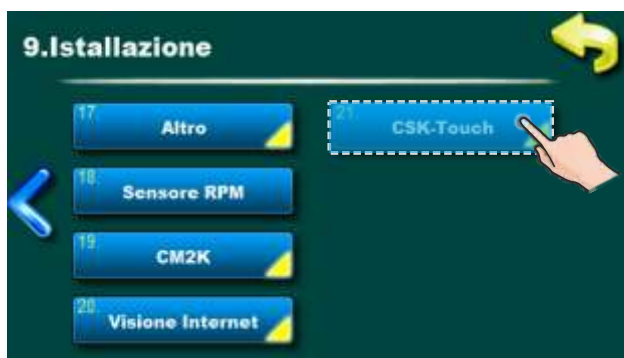 9.Istallazione
17.
Altro
18.
Sensore RPM
19.
CM2K
20.
Visione Internet
21.
CSK-Touch